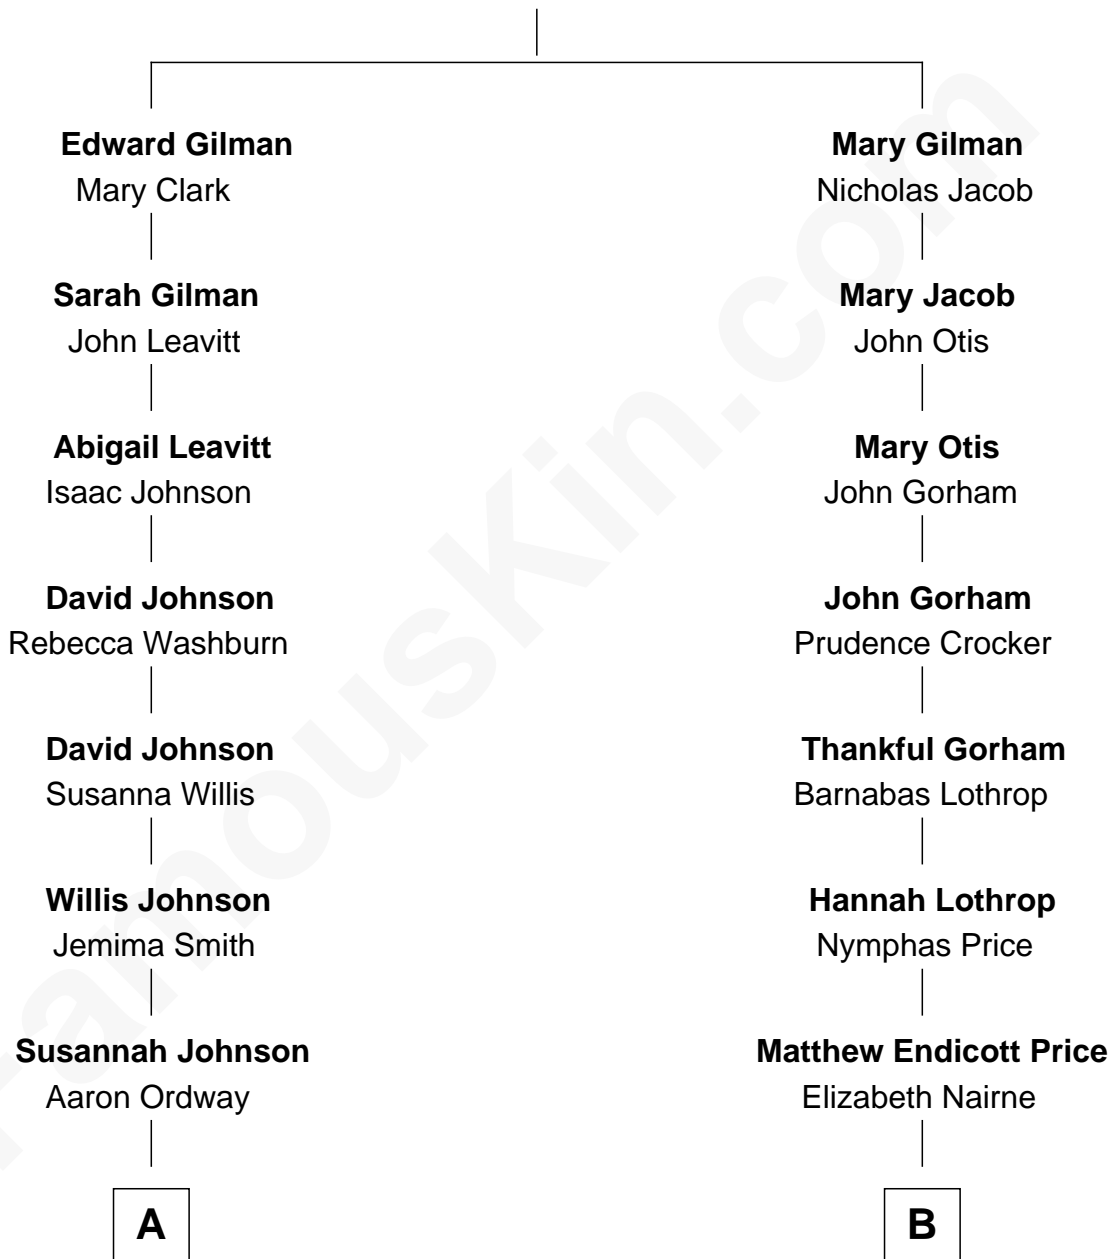 Edward Gilman
Mary Clark
Sarah Gilman
John Leavitt
Abigail Leavitt
Isaac Johnson
David Johnson
Rebecca Washburn
David Johnson
Susanna Willis
Willis Johnson
Jemima Smith
Susannah Johnson
Aaron Ordway
A
Mary Gilman
Nicholas Jacob
Mary Jacob
John Otis
Mary Otis
John Gorham
John Gorham
Prudence Crocker
Thankful Gorham
Barnabas Lothrop
Hannah Lothrop
Nymphas Price
Matthew Endicott Price
Elizabeth Nairne
B
FamousKin.com